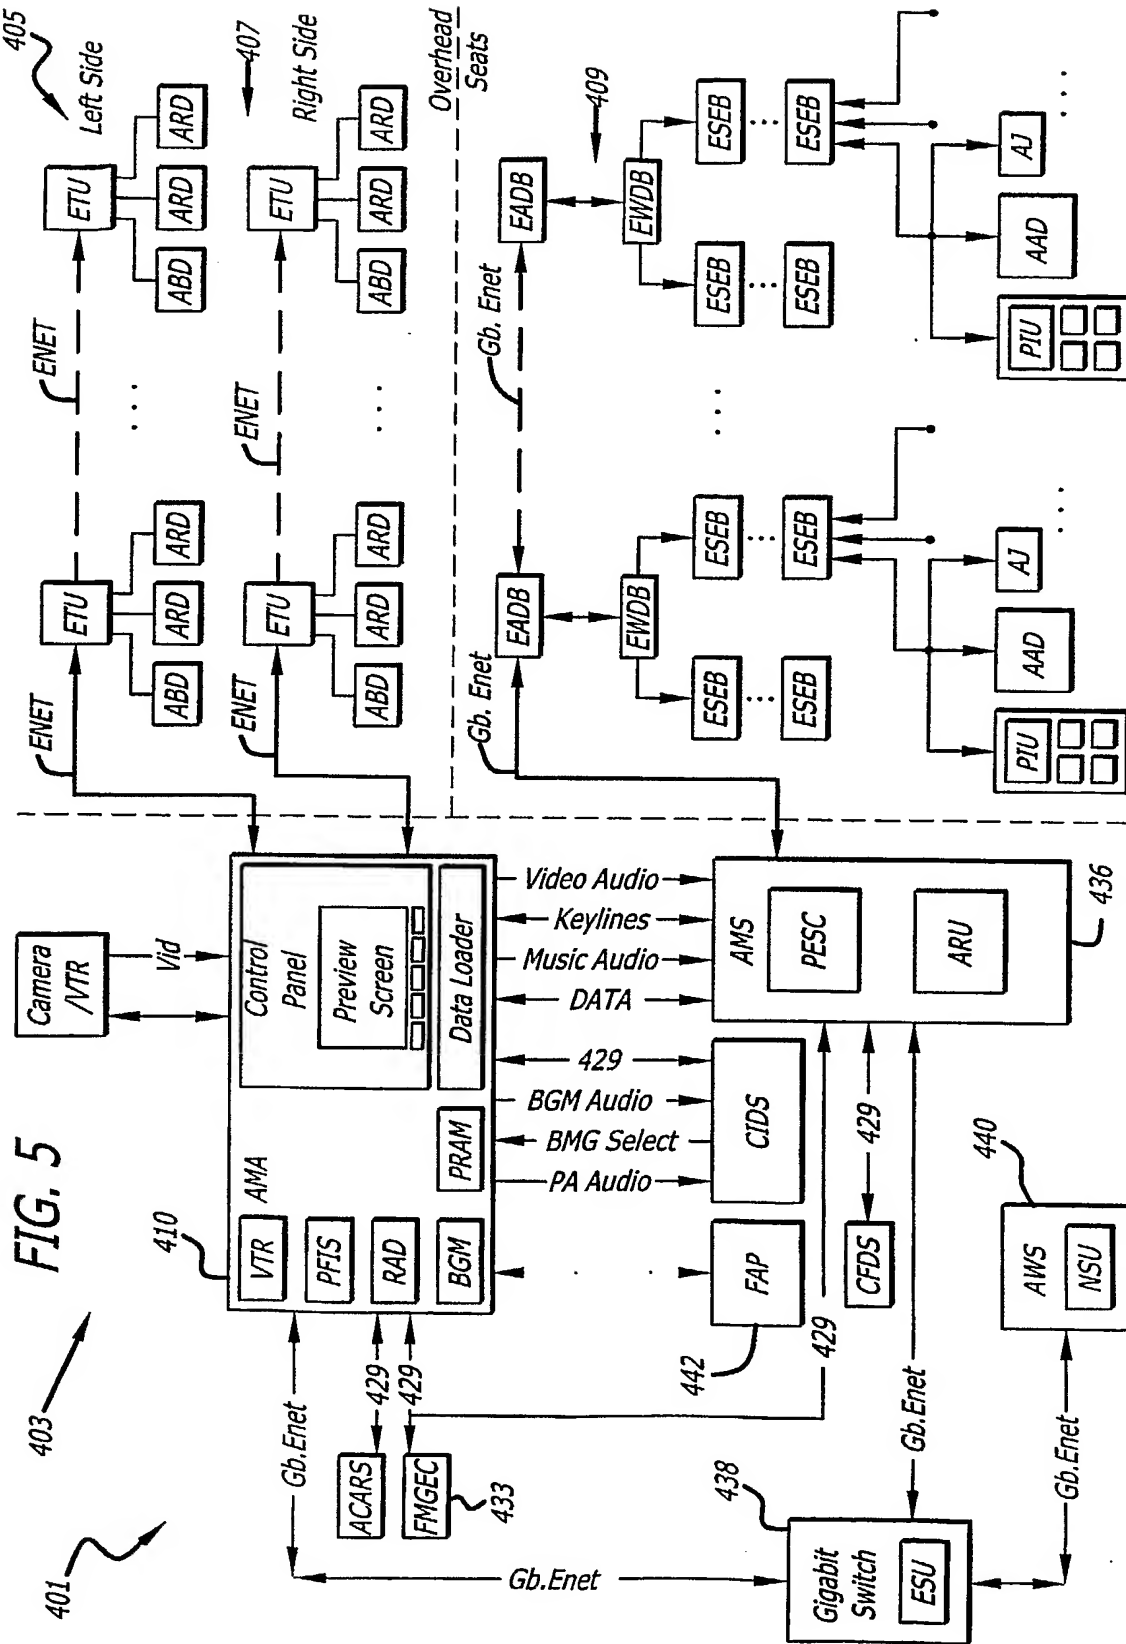 FIG. 5
401
403
405
Left Side
407
Right Side
Overhead
Seats
409
Camera
/VTR
Vid
ENET
ENET
ENET
ENET
ETU
ABD
ARD
ARD
. . .
ETU
ABD
ARD
ARD
ETU
ABD
ARD
ARD
. . .
ETU
ABD
ARD
ARD
410
AMA
VTR
PFIS
RAD
BGM
PRAM
Control
Panel
Preview
Screen
Data Loader
Gb.Enet
ACARS
429
FMGEC
429
433
PA Audio
BMG Select
BGM Audio
429
DATA
Music Audio
Keylines
Video Audio
FAP
442
CIDS
AMS
PESC
ARU
436
429
CFDS
429
Gb.Enet
Gb.Enet
438
Gigabit
Switch
ESU
Gb.Enet
440
AWS
NSU
Gb. Enet
EADB
Gb. Enet
EADB
EWDB
ESEB
...
ESEB
ESEB
...
ESEB
. . .
EWDB
ESEB
...
ESEB
ESEB
...
ESEB
PIU
AAD
AJ
. . .
PIU
AAD
AJ
. . .